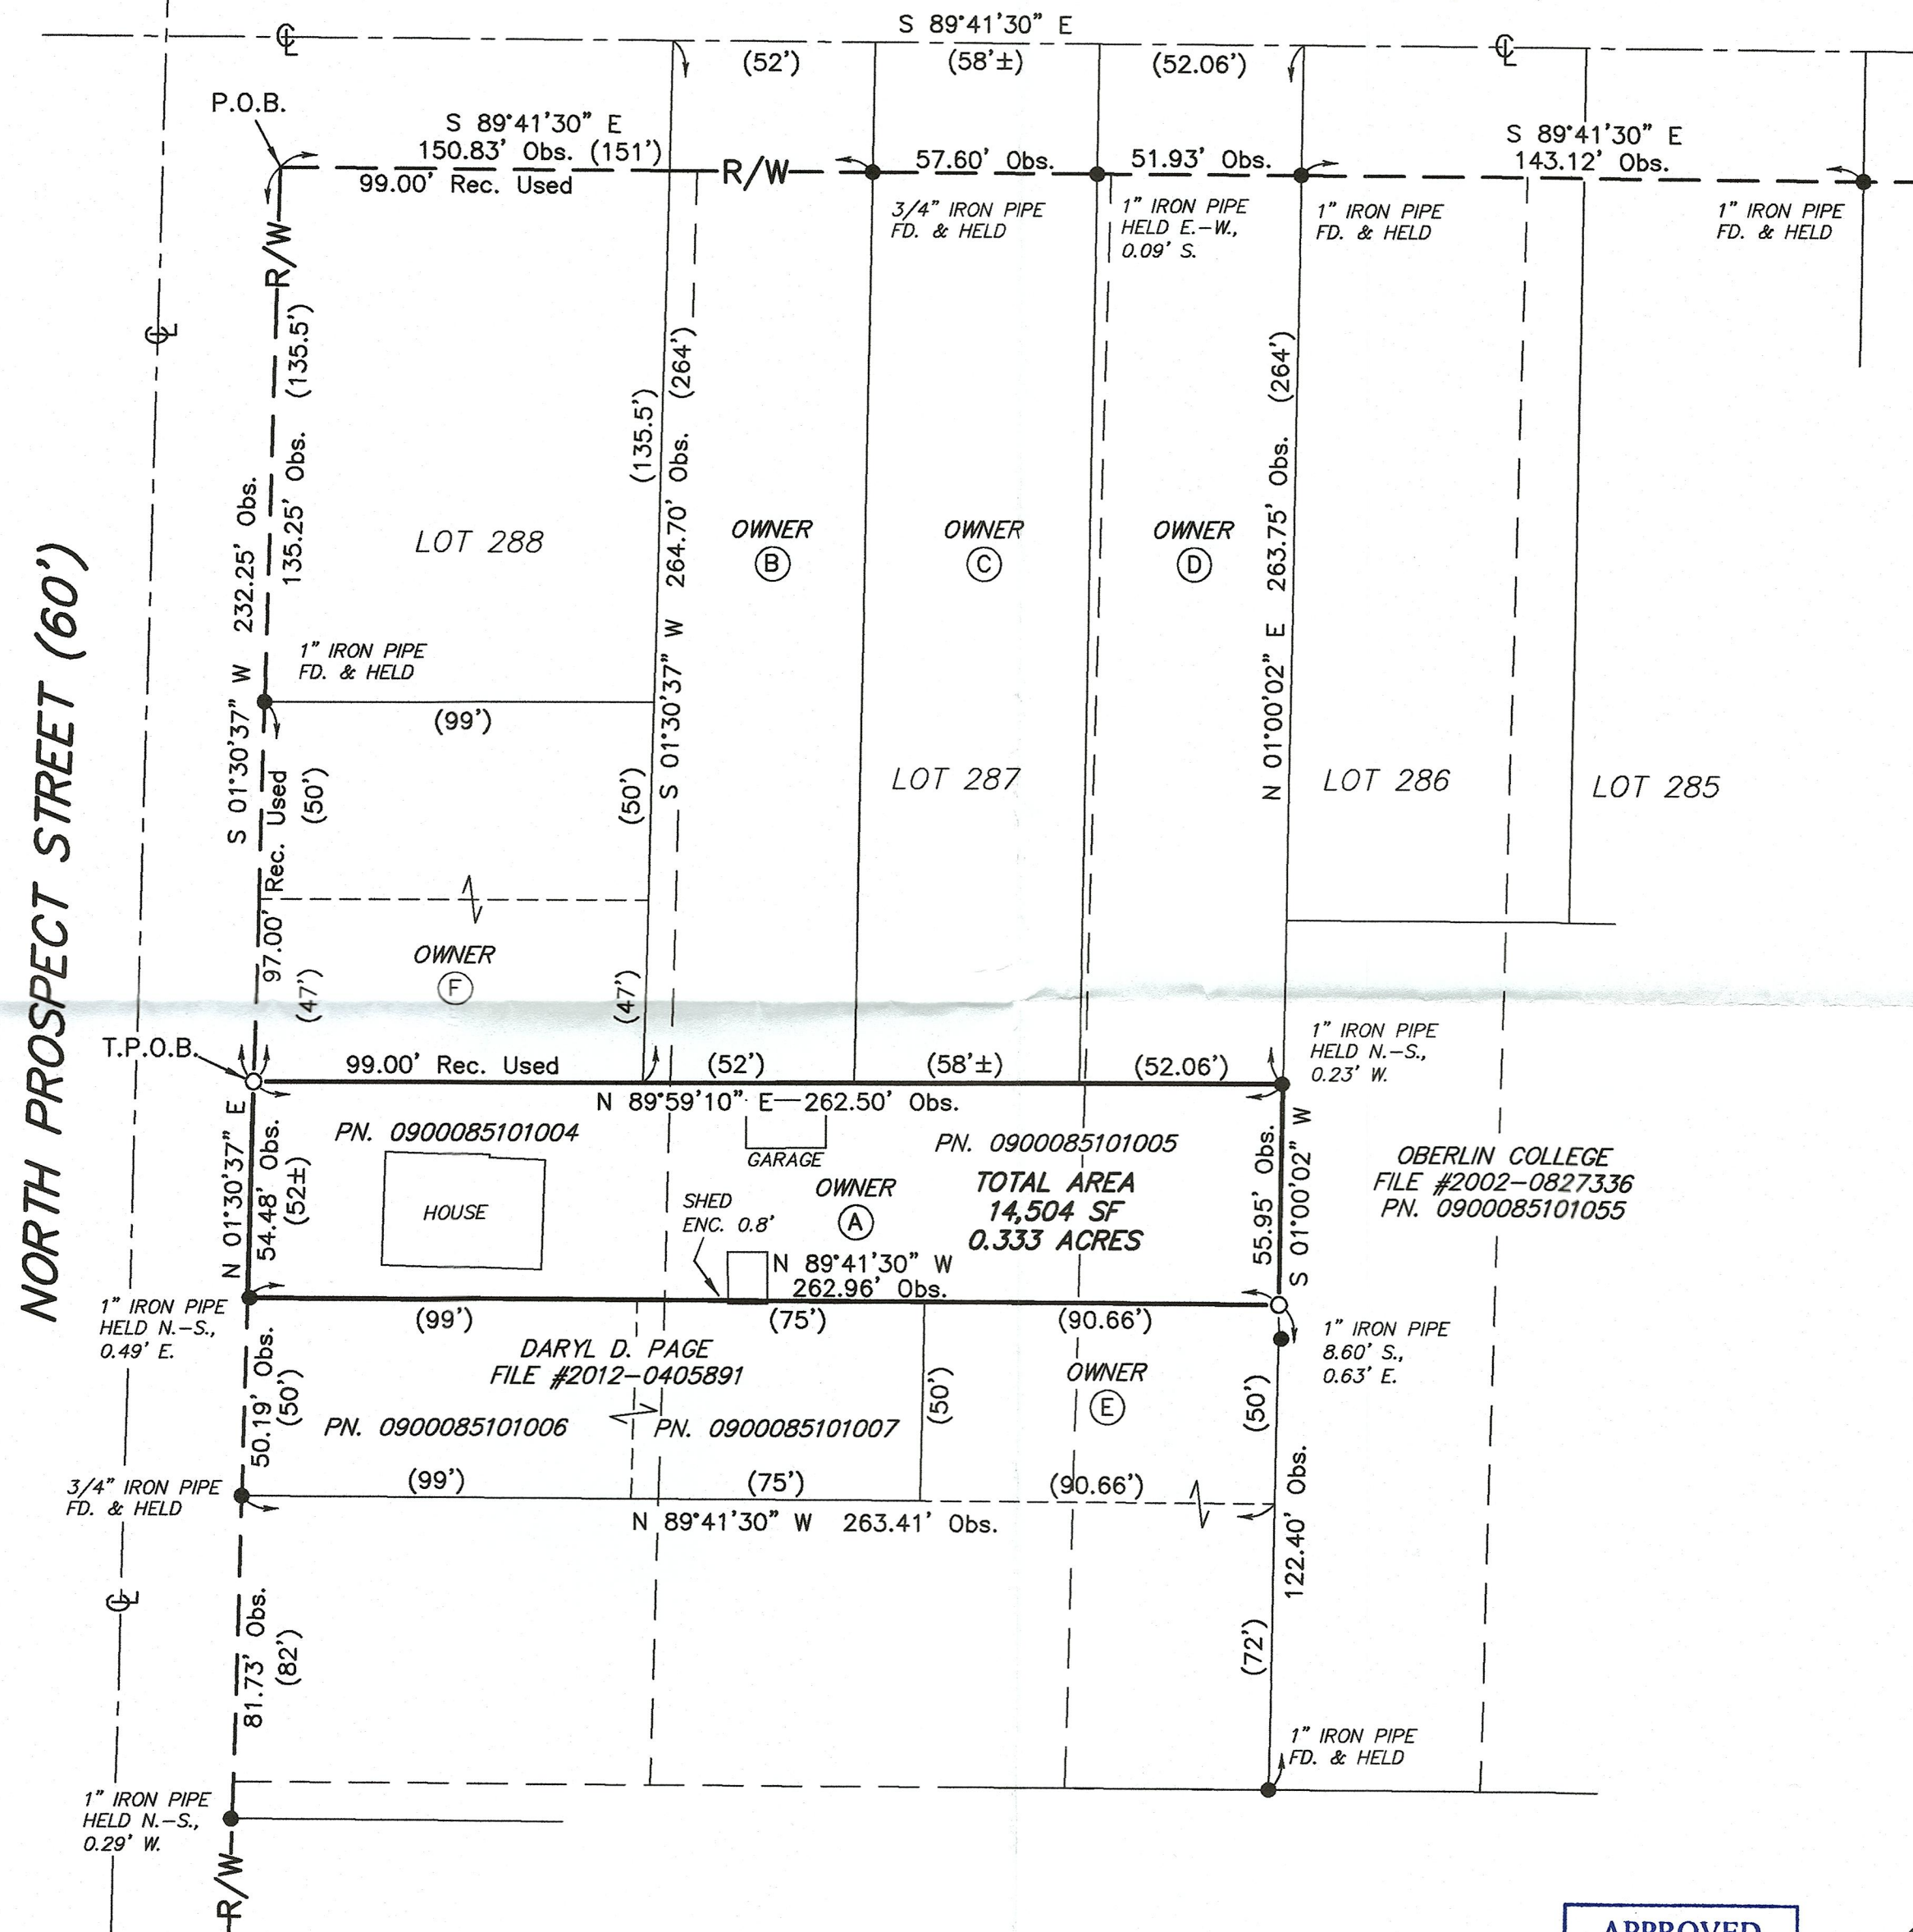 S 89°41'30" E
(52') (58'±) (52.06')
P.O.B.
S 89°41'30" E
150.83' Obs. (151')
99.00' Rec. Used
R/W
57.60' Obs.
51.93' Obs.
S 89°41'30" E
143.12' Obs.
3/4" IRON PIPE
FD. & HELD
1" IRON PIPE
HELD E.-W.,
0.09' S.
1" IRON PIPE
FD. & HELD
1" IRON PIPE
FD. & HELD
R/W
(135.5')
135.25' Obs.
S 01°30'37" W 232.25' Obs.
(135.5')
(264')
S 01°30'37" W 264.70' Obs.
(264')
N 01°00'02" E 263.75' Obs.
LOT 288
OWNER
B
OWNER
C
OWNER
D
NORTH PROSPECT STREET (60')
1" IRON PIPE
FD. & HELD
(99')
97.00' Rec. Used
(50')
(50')
LOT 287
LOT 286
LOT 285
OWNER
F
(47')
(47')
T.P.O.B.
99.00' Rec. Used
(52') (58'±) (52.06')
N 89°59'10" E 262.50' Obs.
1" IRON PIPE
HELD N.-S.,
0.23' W.
PN. 0900085101004
GARAGE
PN. 0900085101005
N 01°30'37" E
54.48' Obs.
(52±)
HOUSE
SHED
ENC. 0.8'
OWNER
A
TOTAL AREA
14,504 SF
0.333 ACRES
55.95' Obs.
S 01°00'02" W
OBERLIN COLLEGE
FILE #2002-0827336
PN. 0900085101055
N 89°41'30" W
262.96' Obs.
(99') (75') (90.66')
1" IRON PIPE
HELD N.-S.,
0.49' E.
1" IRON PIPE
8.60' S.,
0.63' E.
DARYL D. PAGE
FILE #2012-0405891
OWNER
E
50.19' Obs.
(50')
(50')
(50')
PN. 0900085101006
PN. 0900085101007
3/4" IRON PIPE
FD. & HELD
(99') (75') (90.66')
N 89°41'30" W 263.41' Obs.
122.40' Obs.
81.73' Obs.
(82')
(72')
1" IRON PIPE
FD. & HELD
1" IRON PIPE
HELD N.-S.,
0.29' W.
R/W
APPROVED